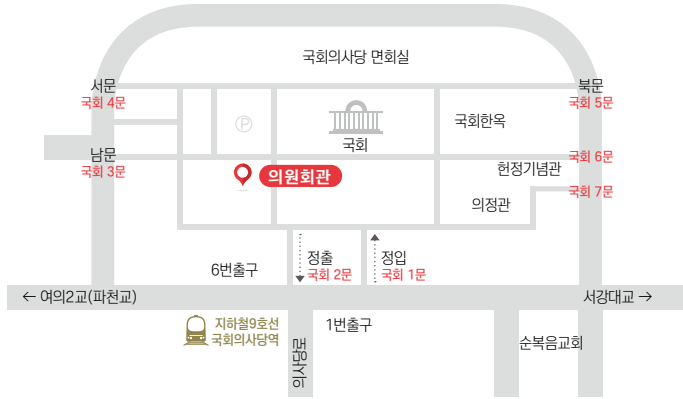 국회의사당 면회실
서문
국회 4문
북문
국회 5문
P
국회한옥
국회
남문
국회 3문
국회 6문
헌정기념관
의원회관
국회 7문
의정관
정출
국회 2문
정입
국회 1문
6번출구
← 여의2교(파천교)
서강대교 →
지하철9호선
국회의사당역
1번출구
의사당로
순복음교회